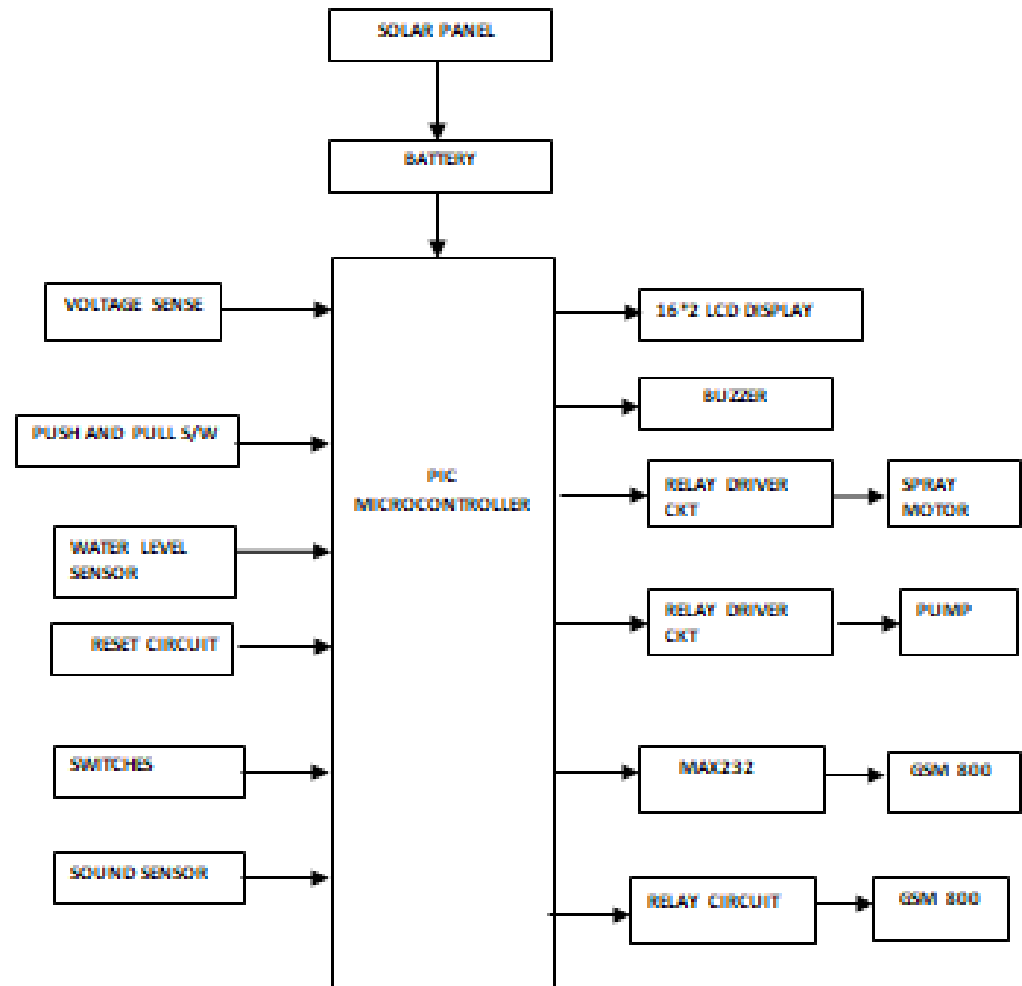 SOLAR PANEL
BATTERY
VOLTAGE SENSE
PUSH AND PULL S/W
WATER LEVEL
SENSOR
RESET CIRCUIT
SWITCHES
SOUND SENSOR
PIC
MICROCONTROLLER
16*2 LCD DISPLAY
BUZZER
RELAY DRIVER
CKT
SPRAY
MOTOR
RELAY DRIVER
CKT
PUMP
MAX232
GSM 800
RELAY CIRCUIT
GSM 800